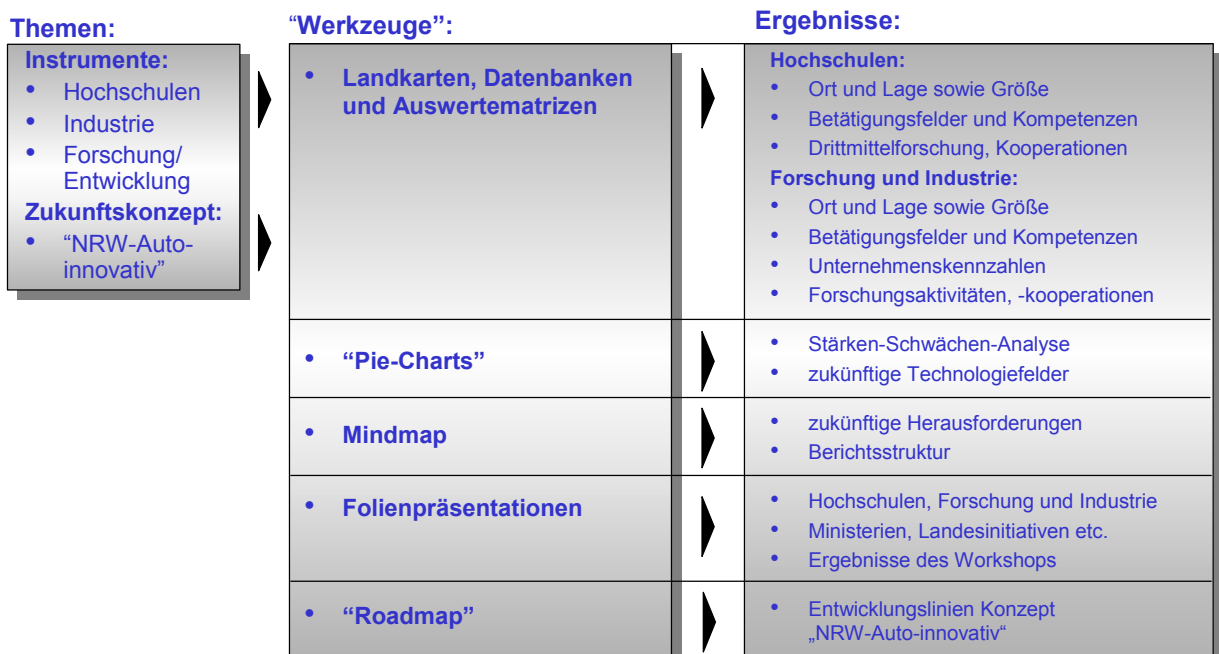 Themen:
Instrumente:
• Hochschulen
• Industrie
• Forschung/
Entwicklung
Zukunftskonzept:
• “NRW-Auto-
innovativ”
“Werkzeuge”:
• Landkarten, Datenbanken
und Auswertematrizen
• “Pie-Charts”
• Mindmap
• Folienpräsentationen
• “Roadmap”
Ergebnisse:
Hochschulen:
• Ort und Lage sowie Größe
• Betätigungsfelder und Kompetenzen
• Drittmittelforschung, Kooperationen
Forschung und Industrie:
• Ort und Lage sowie Größe
• Betätigungsfelder und Kompetenzen
• Unternehmenskennzahlen
• Forschungsaktivitäten, -kooperationen
• Stärken-Schwächen-Analyse
• zukünftige Technologiefelder
• zukünftige Herausforderungen
• Berichtsstruktur
• Hochschulen, Forschung und Industrie
• Ministerien, Landesinitiativen etc.
• Ergebnisse des Workshops
• Entwicklungslinien Konzept
„NRW-Auto-innovativ“